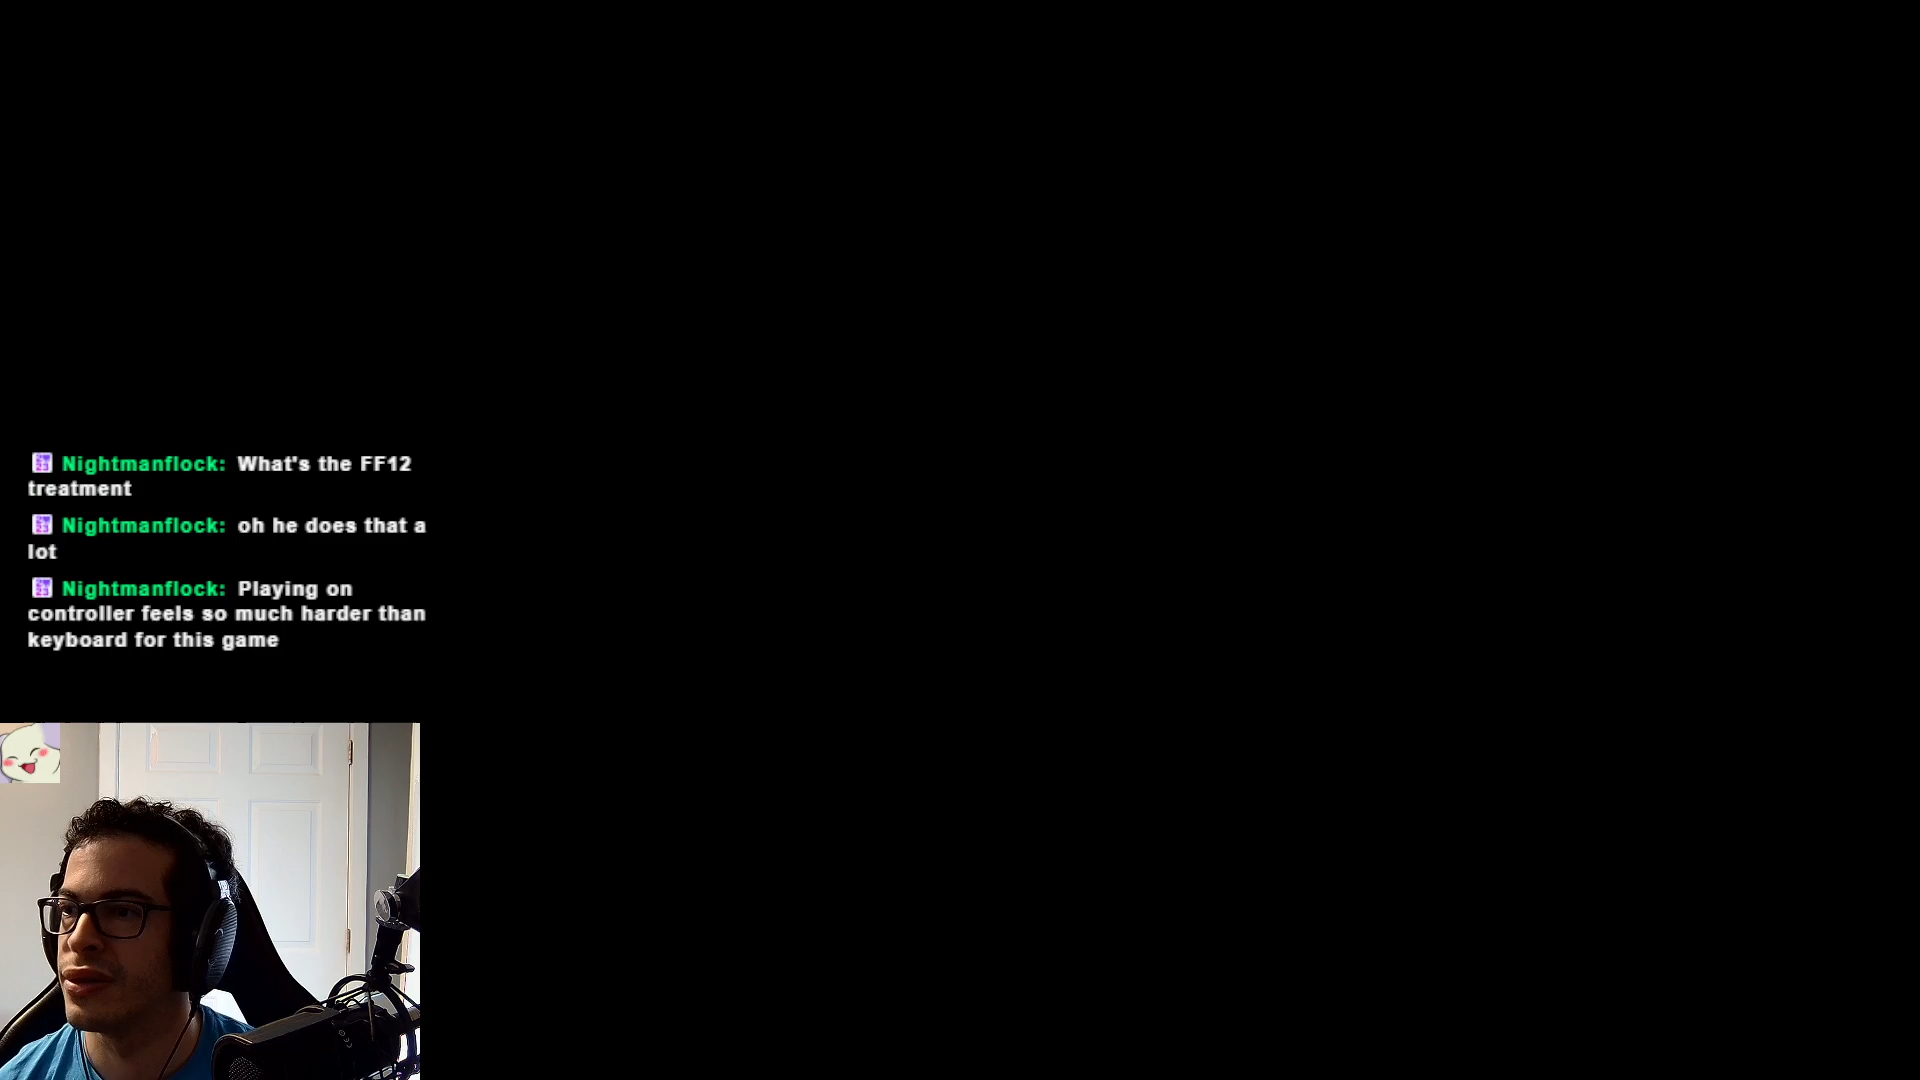 Nightmanflock: What's the FF12
treatment
Nightmanflock: oh he does that a
lot
Nightmanflock: Playing on
controller feels so much harder than
keyboard for this game